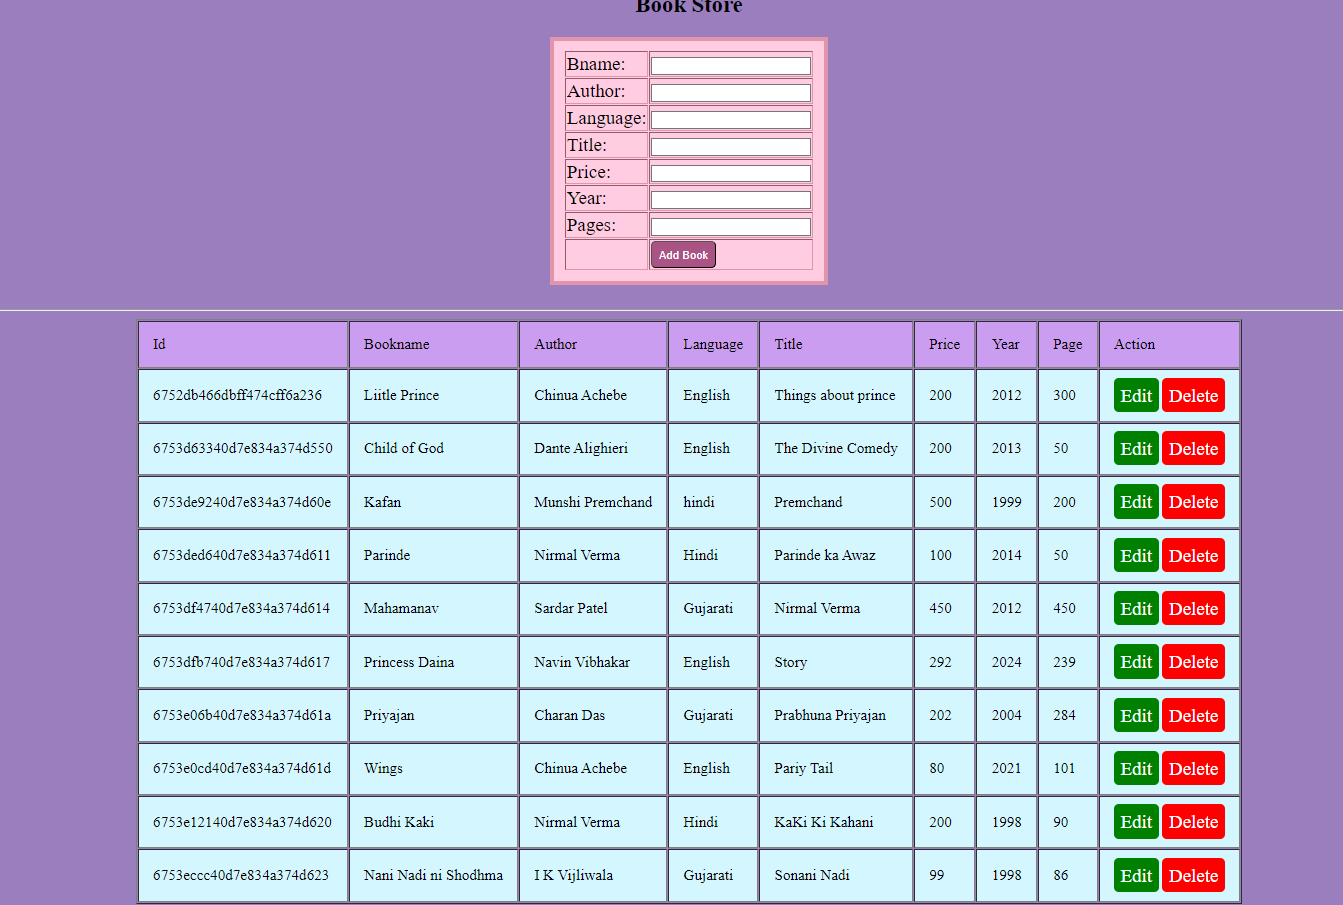 Book Store
Bname:
Author:
Language:
Title:
Price:
Year:
Pages:
Add Book
Id Bookname Author Language Title Price Year Page Action
6752db466dbff474cff6a236 Liitle Prince Chinua Achebe English Things about prince 200 2012 300 Edit Delete
6753d63340d7e834a374d550 Child of God Dante Alighieri English The Divine Comedy 200 2013 50 Edit Delete
6753de9240d7e834a374d60e Kafan Munshi Premchand hindi Premchand 500 1999 200 Edit Delete
6753ded640d7e834a374d611 Parinde Nirmal Verma Hindi Parinde ka Awaz 100 2014 50 Edit Delete
6753df4740d7e834a374d614 Mahamanav Sardar Patel Gujarati Nirmal Verma 450 2012 450 Edit Delete
6753dfb740d7e834a374d617 Princess Daina Navin Vibhakar English Story 292 2024 239 Edit Delete
6753e06b40d7e834a374d61a Priyajan Charan Das Gujarati Prabhuna Priyajan 202 2004 284 Edit Delete
6753e0cd40d7e834a374d61d Wings Chinua Achebe English Pariy Tail 80 2021 101 Edit Delete
6753e12140d7e834a374d620 Budhi Kaki Nirmal Verma Hindi KaKi Ki Kahani 200 1998 90 Edit Delete
6753eccc40d7e834a374d623 Nani Nadi ni Shodhma I K Vijliwala Gujarati Sonani Nadi 99 1998 86 Edit Delete